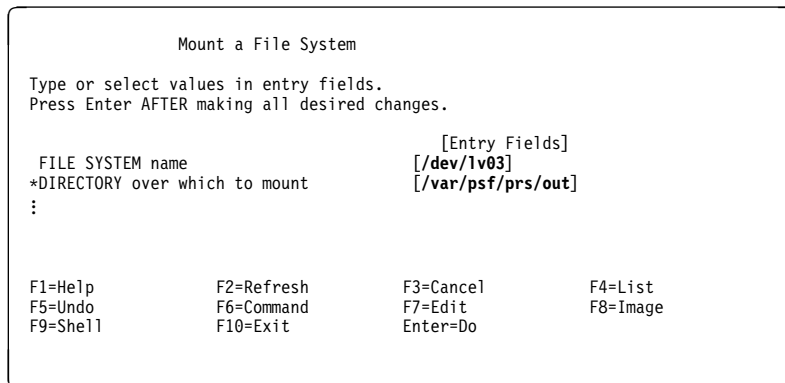 Mount a File System
Type or select values in entry fields.
Press Enter AFTER making all desired changes.
[Entry Fields]
FILE SYSTEM name [/dev/lv03]
*DIRECTORY over which to mount [/var/psf/prs/out]
⋮
F1=Help F2=Refresh F3=Cancel F4=List
F5=Undo F6=Command F7=Edit F8=Image
F9=Shell F10=Exit Enter=Do